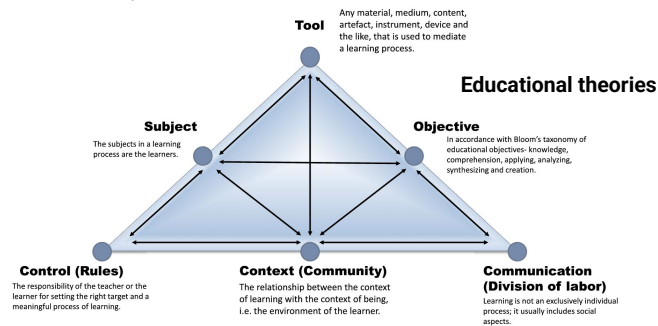 Tool
Any material, medium, content,
artefact, instrument, device and
the like, that is used to mediate
a learning process.
Educational theories
Subject
The subjects in a learning
process are the learners.
Objective
In accordance with Bloom's taxonomy of
educational objectives- knowledge,
comprehension, applying, analyzing,
synthesizing and creation.
Control (Rules)
The responsibility of the teacher or the
learner for setting the right target and a
meaningful process of learning.
Context (Community)
The relationship between the context
of learning with the context of being,
i.e. the environment of the learner.
Communication
(Division of labor)
Learning is not an exclusively individual
process; it usually includes social
aspects.